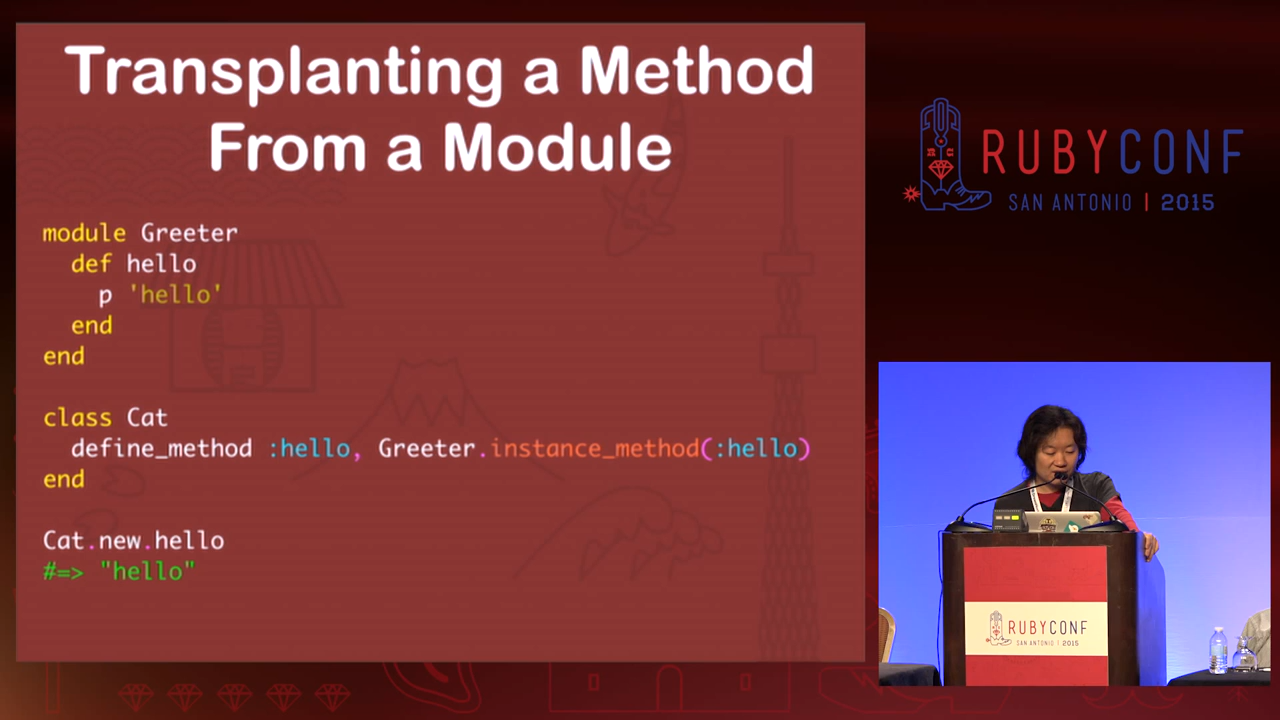 Transplanting a Method
From a Module
module Greeter
  def hello
    p 'hello'
  end
end
class Cat
  define_method :hello, Greeter.instance_method(:hello)
end
Cat.new.hello
#=> "hello"
RUBYCONF
SAN ANTONIO | 2015
RUBYCONF
SAN ANTONIO | 2015